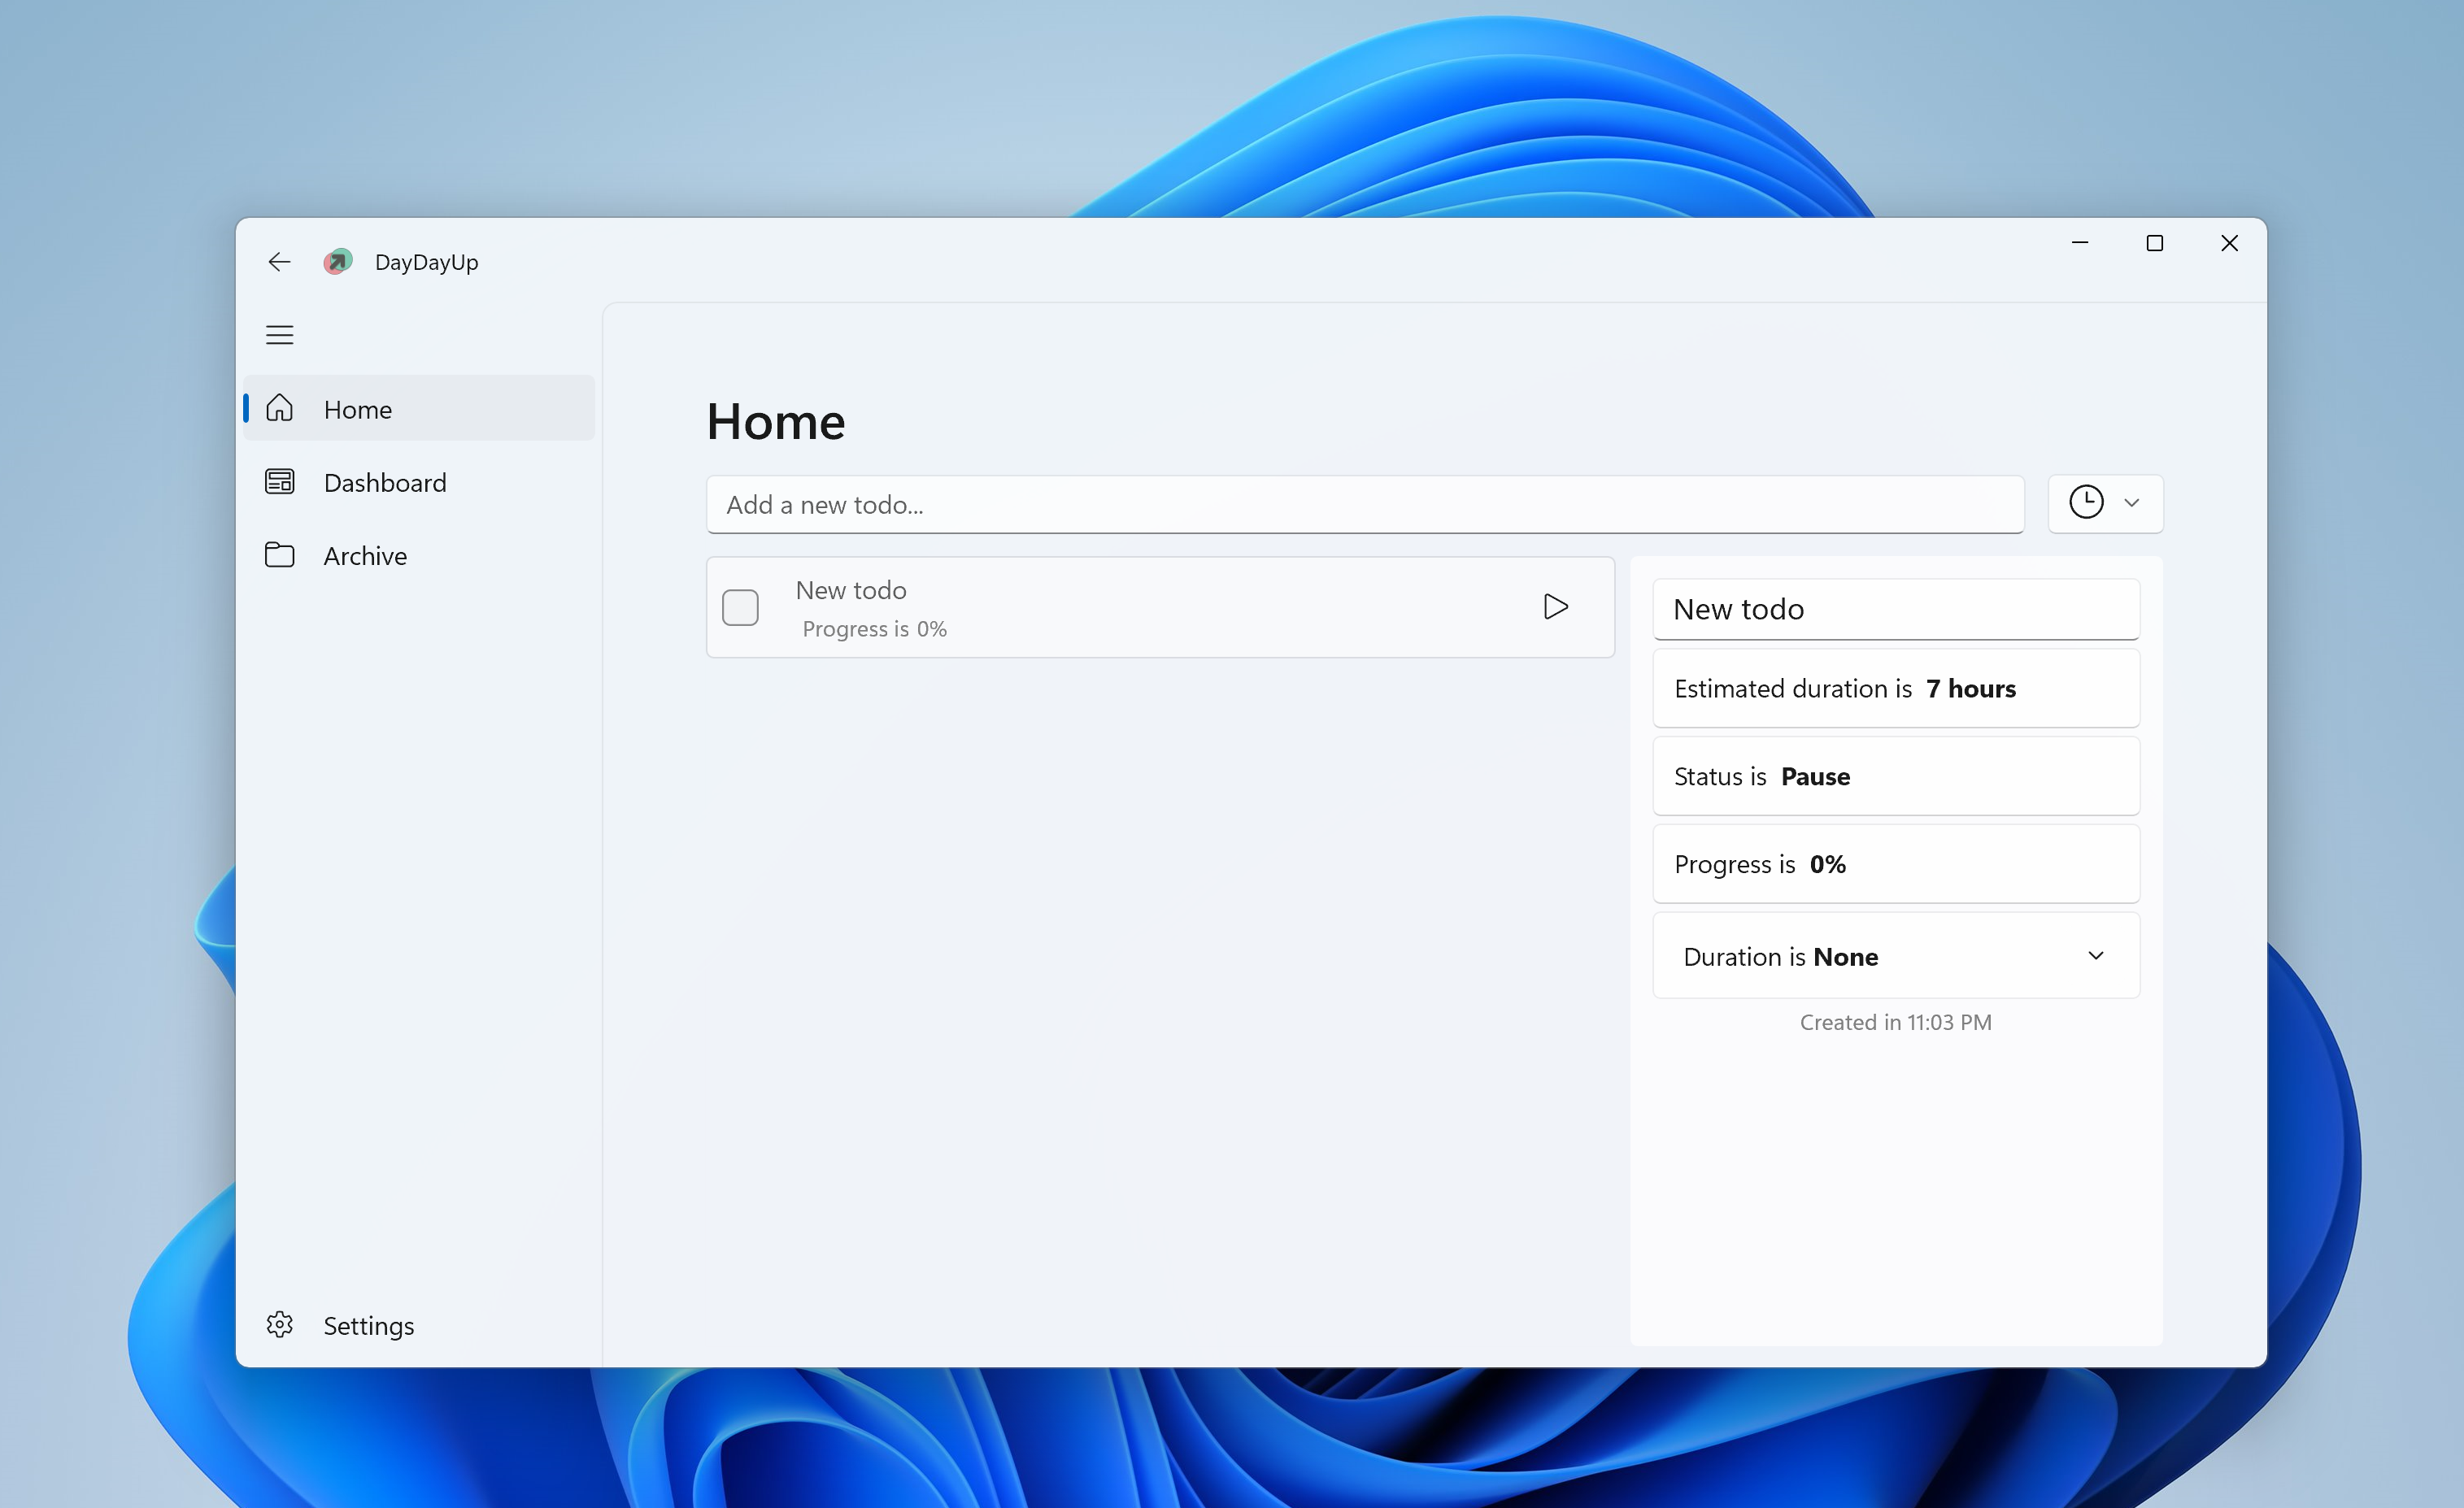 DayDayUp
Home
Dashboard
Archive
Settings
Home
Add a new todo...
New todo
Progress is 0%
New todo
Estimated duration is 7 hours
Status is Pause
Progress is 0%
Duration is None
Created in 11:03 PM